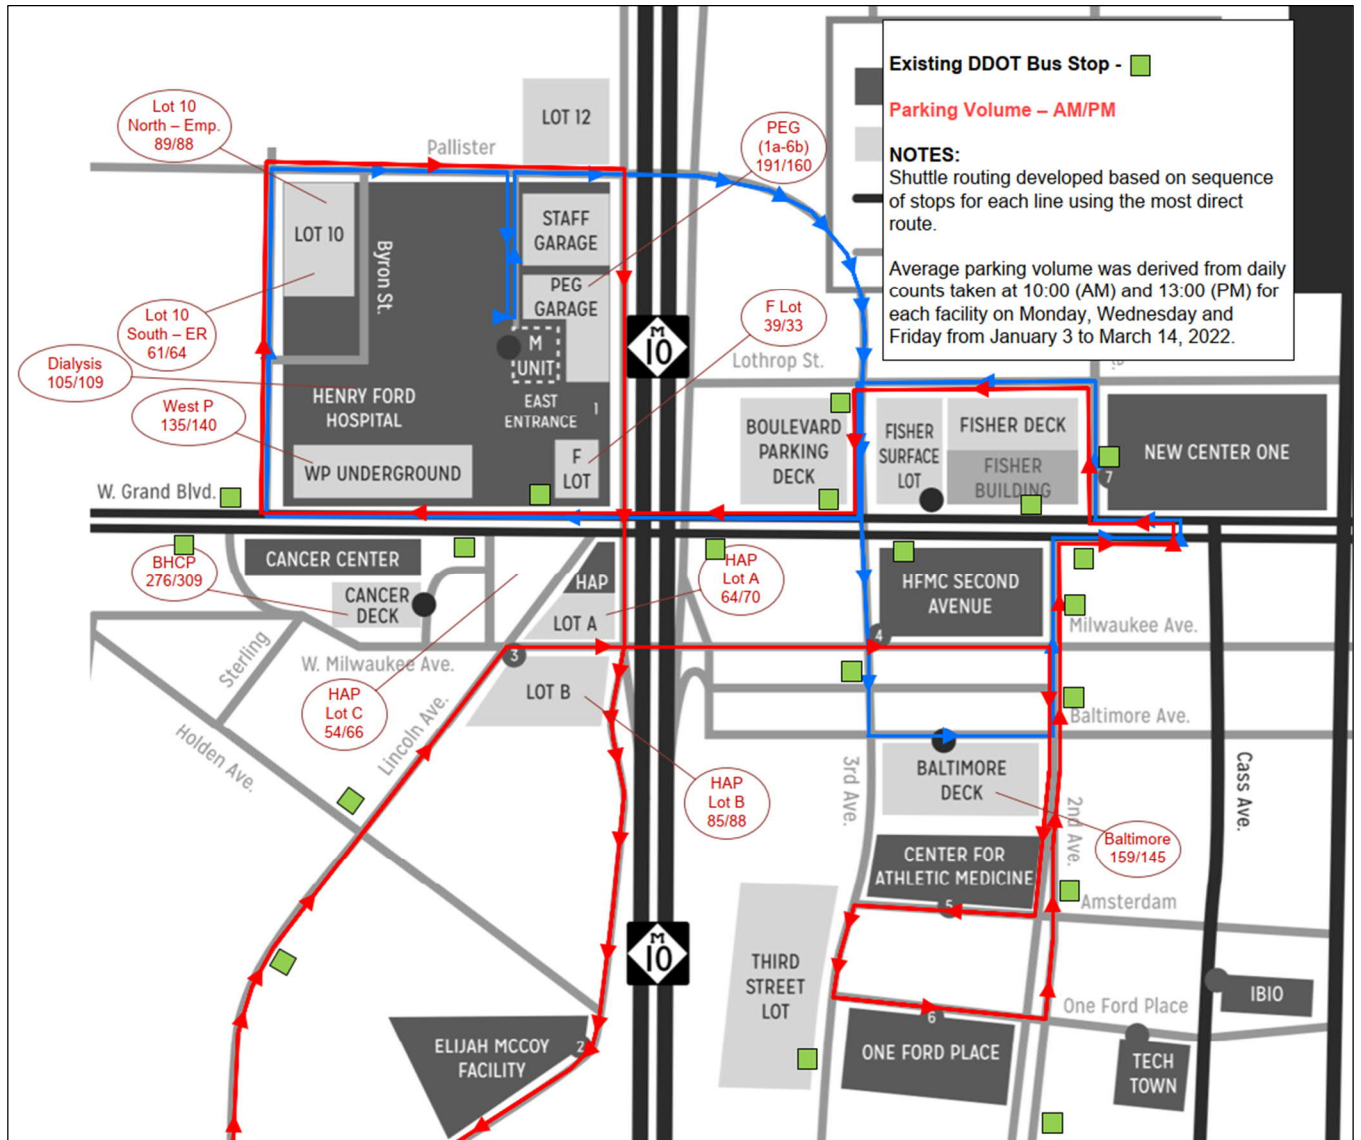 Existing DDOT Bus Stop -
Parking Volume – AM/PM
NOTES:
Shuttle routing developed based on sequence
of stops for each line using the most direct
route.
Average parking volume was derived from daily
counts taken at 10:00 (AM) and 13:00 (PM) for
each facility on Monday, Wednesday and
Friday from January 3 to March 14, 2022.
Lot 10
North – Emp.
89/88
LOT 12
Pallister
PEG
(1a-6b)
191/160
LOT 10
Byron St.
STAFF
GARAGE
PEG
GARAGE
Lot 10
South – ER
61/64
F Lot
39/33
M
10
Lothrop St.
M
UNIT
Dialysis
105/109
HENRY FORD
HOSPITAL
EAST
ENTRANCE
1
West P
135/140
WP UNDERGROUND
F
LOT
BOULEVARD
PARKING
DECK
FISHER
SURFACE
LOT
FISHER DECK
FISHER
BUILDING
NEW CENTER ONE
7
W. Grand Blvd.
CANCER CENTER
BHCP
276/309
CANCER
DECK
HAP
LOT A
HAP
Lot A
64/70
HFMC SECOND
AVENUE
4
Milwaukee Ave.
Sterling
W. Milwaukee Ave.
3
LOT B
HAP
Lot C
54/66
Lincoln Ave.
Holden Ave.
Baltimore Ave.
HAP
Lot B
85/88
3rd Ave.
BALTIMORE
DECK
2nd Ave.
Cass Ave.
Baltimore
159/145
CENTER FOR
ATHLETIC MEDICINE
5
Amsterdam
M
10
THIRD
STREET
LOT
One Ford Place
IBIO
6
ONE FORD PLACE
TECH
TOWN
ELIJAH MCCOY
FACILITY
2